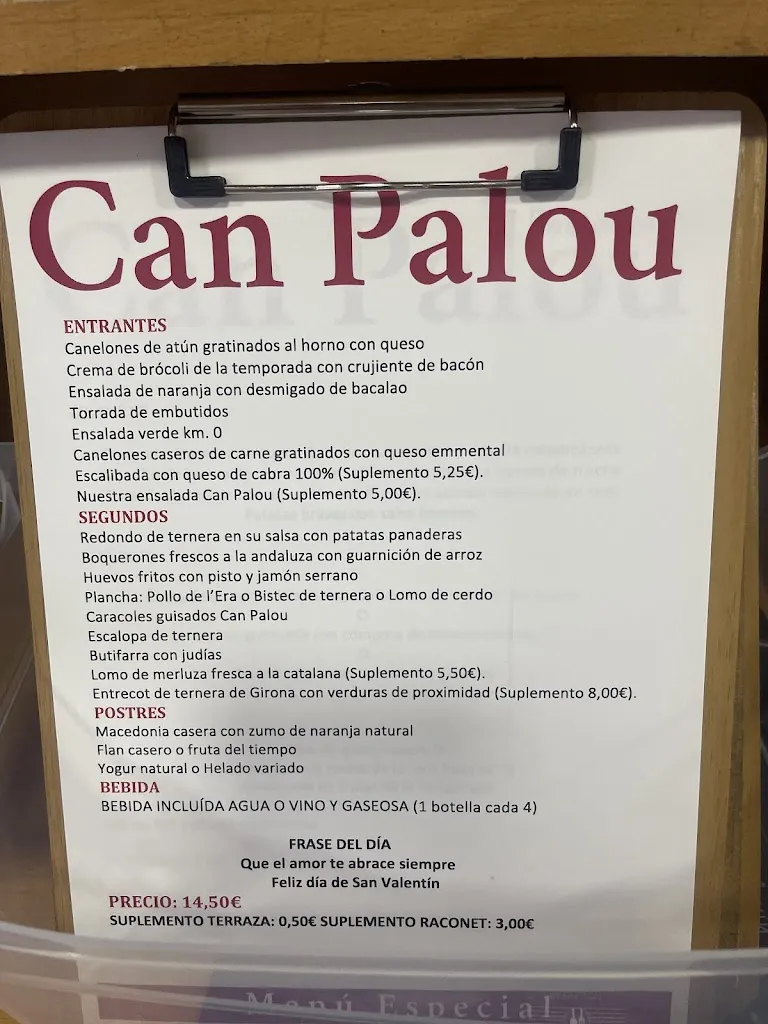 Can Palou
ENTRANTES
Canelones de atún gratinados al horno con queso
Crema de brócoli de la temporada con crujiente de bacón
Ensalada de naranja con desmigado de bacalao
Torrada de embutidos
Ensalada verde km. 0
Canelones caseros de carne gratinados con queso emmental
Escalibada con queso de cabra 100% (Suplemento 5,25€).
Nuestra ensalada Can Palou (Suplemento 5,00€).
SEGUNDOS
Redondo de ternera en su salsa con patatas panaderas
Boquerones frescos a la andaluza con guarnición de arroz
Huevos fritos con pisto y jamón serrano
Plancha: Pollo de l'Era o Bistec de ternera o Lomo de cerdo
Caracoles guisados Can Palou
Escalopa de ternera
Butifarra con judías
Lomo de merluza fresca a la catalana (Suplemento 5,50€).
Entrecot de ternera de Girona con verduras de proximidad (Suplemento 8,00€).
POSTRES
Macedonia casera con zumo de naranja natural
Flan casero o fruta del tiempo
Yogur natural o Helado variado
BEBIDA
BEBIDA INCLUÍDA AGUA O VINO Y GASEOSA (1 botella cada 4)
FRASE DEL DÍA
Que el amor te abrace siempre
Feliz día de San Valentín
PRECIO: 14,50€
SUPLEMENTO TERRAZA: 0,50€ SUPLEMENTO RACONET: 3,00€
Menú Especial